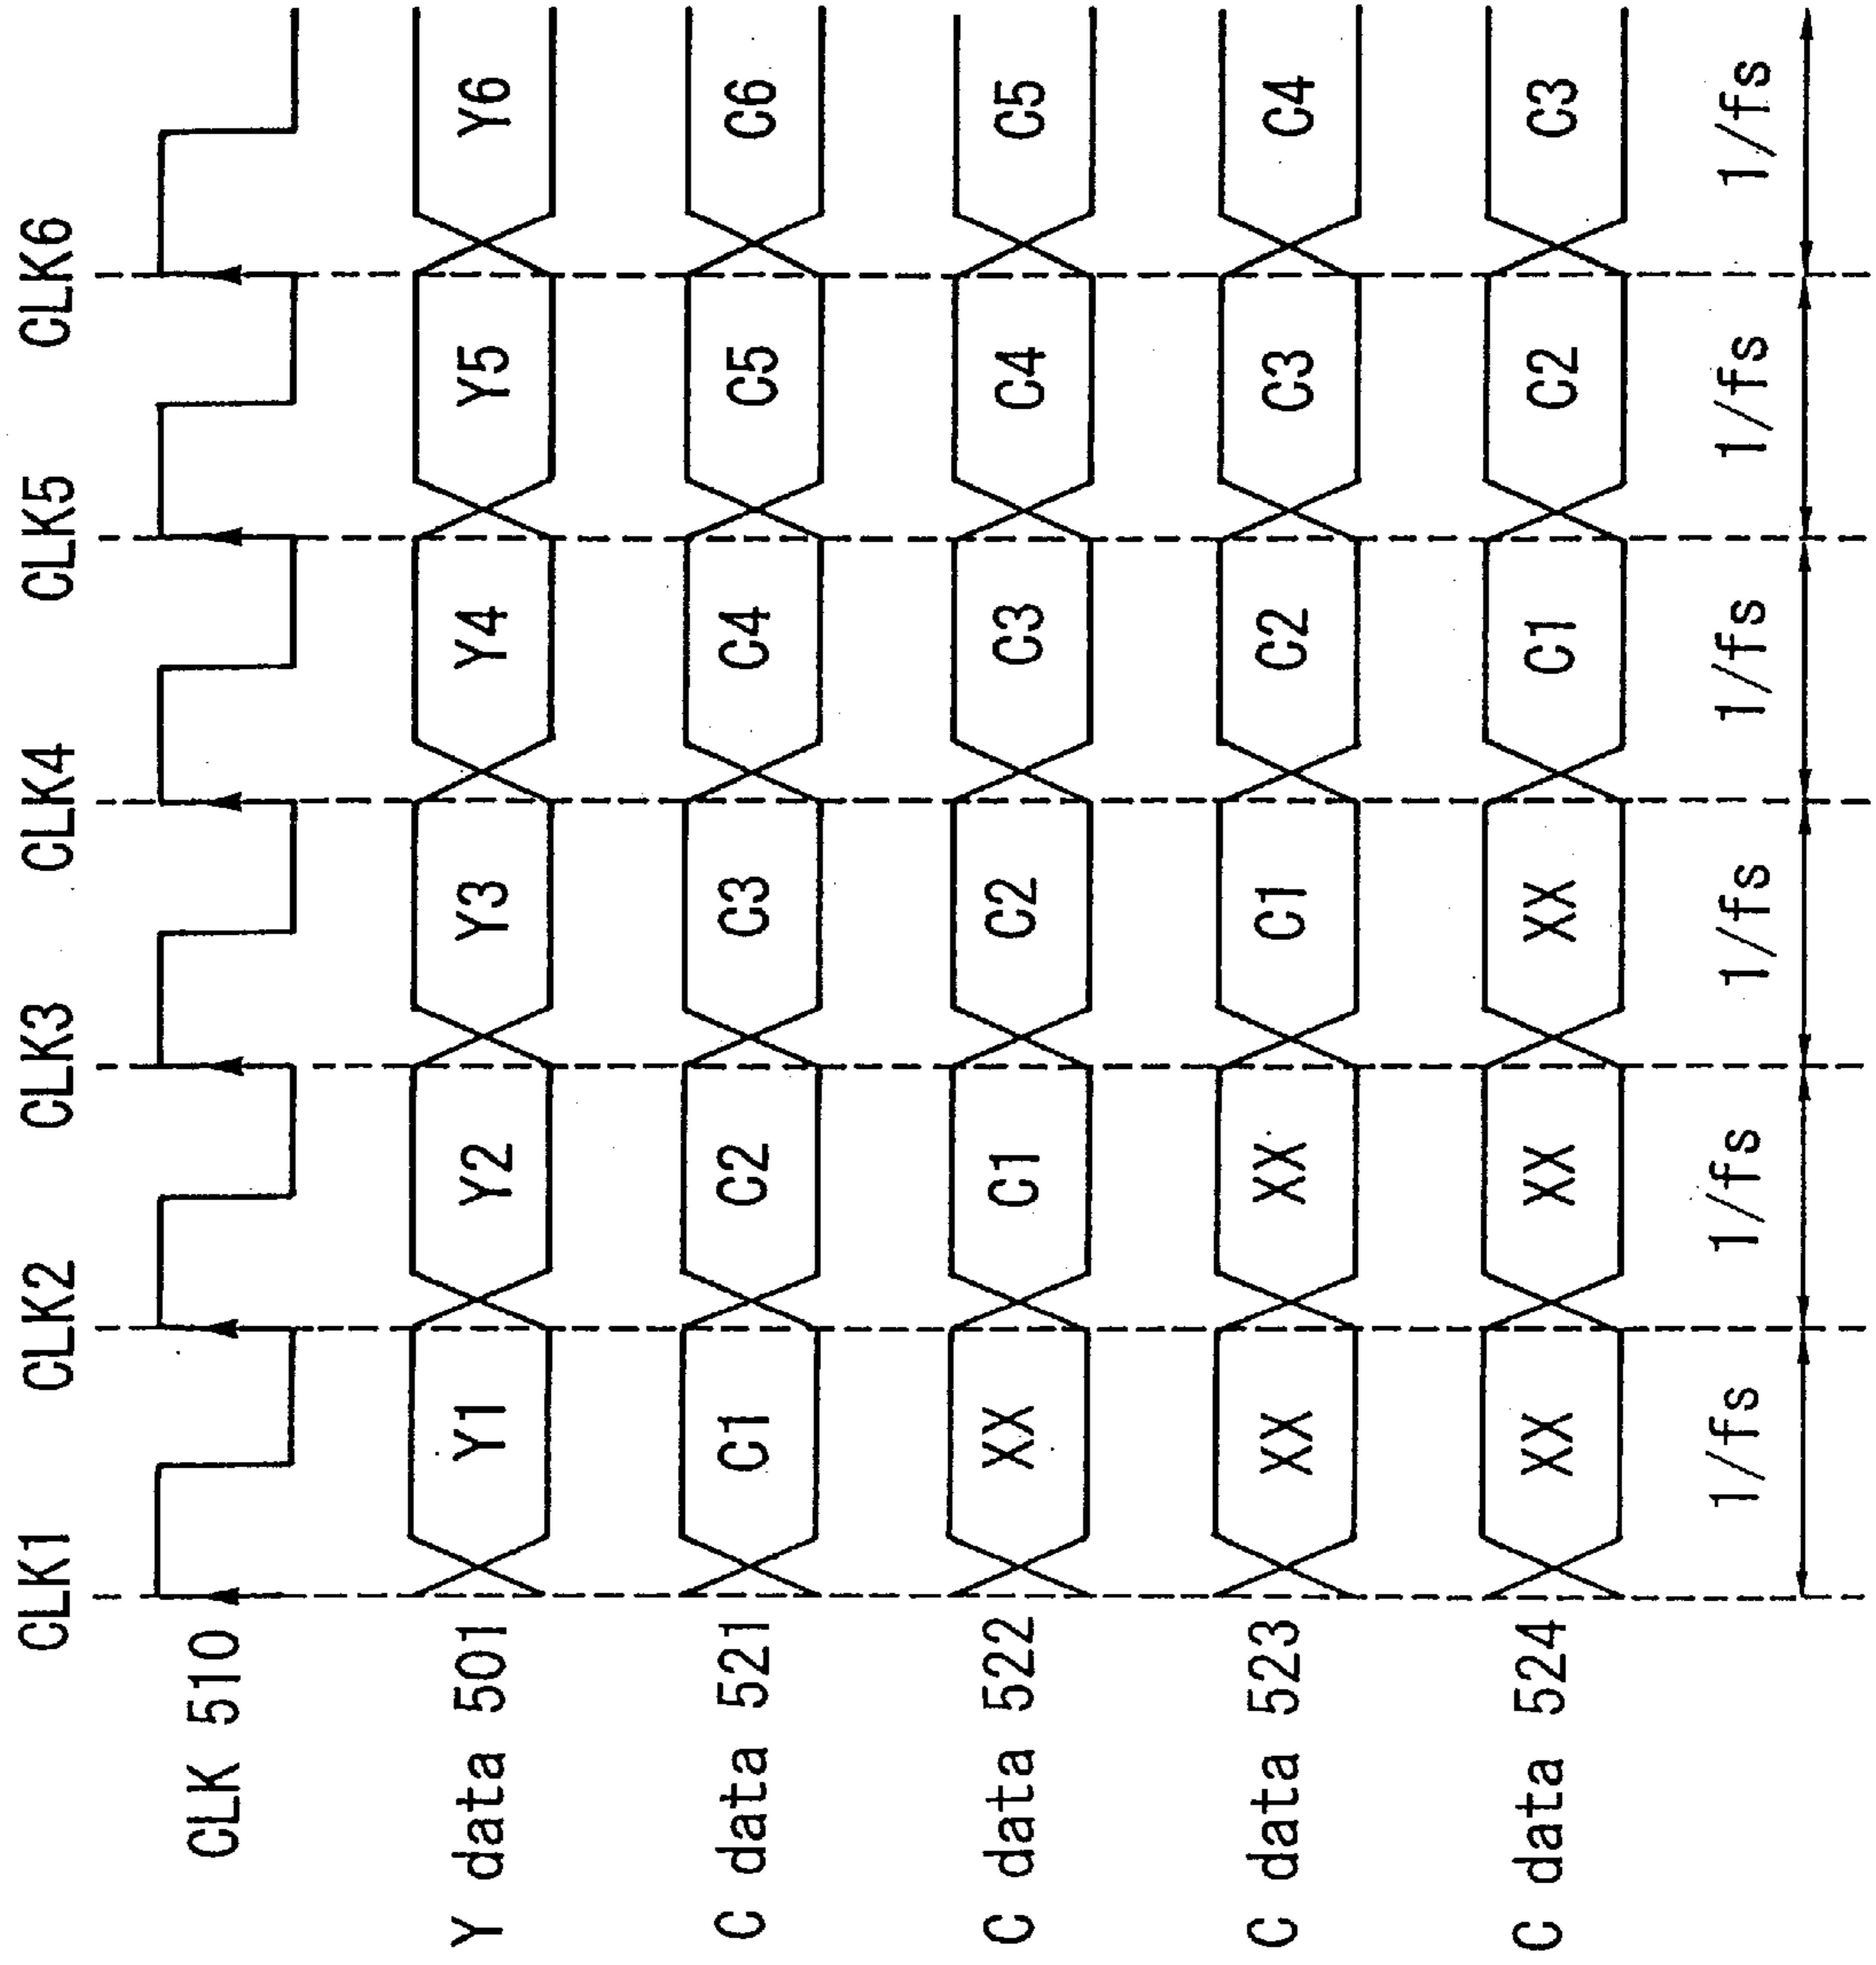 CLK1 CLK2 CLK3 CLK4 CLK5 CLK6
CLK 510
Y data 501 Y1 Y2 Y3 Y4 Y5 Y6
C data 521 C1 C2 C3 C4 C5 C6
C data 522 XX C1 C2 C3 C4 C5
C data 523 XX XX C1 C2 C3 C4
C data 524 XX XX XX C1 C2 C3
1/fs 1/fs 1/fs 1/fs 1/fs 1/fs